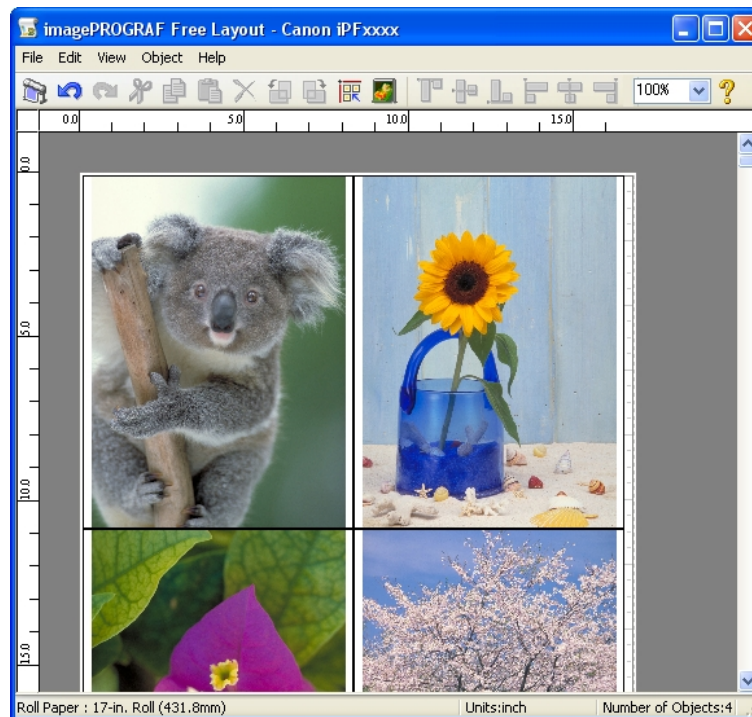 imagePROGRAF Free Layout - Canon iPFxxxx
File Edit View Object Help
100%
0.0 5.0 10.0 15.0
0.0
5.0
10.0
15.0
Roll Paper : 17-in. Roll (431.8mm) Units:inch Number of Objects:4